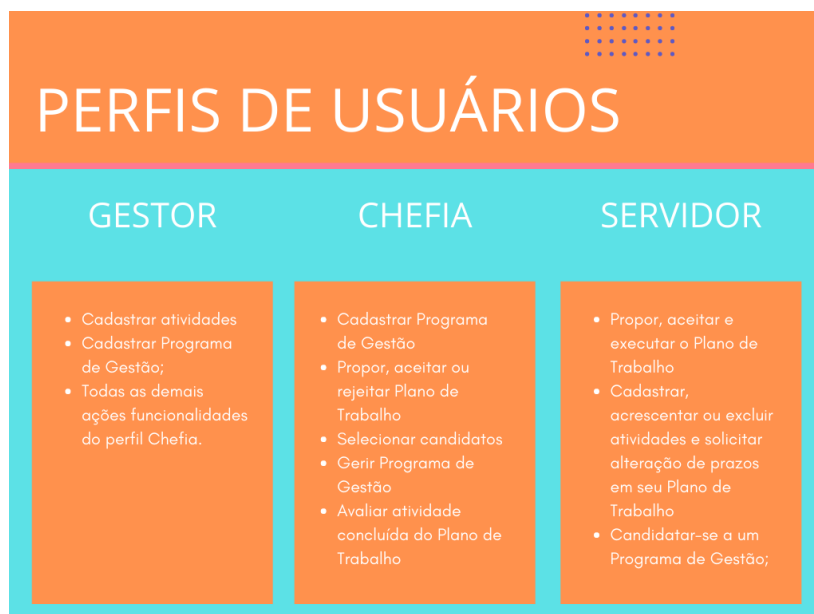 PERFIS DE USUÁRIOS
GESTOR
• Cadastrar atividades
• Cadastrar Programa
de Gestão;
• Todas as demais
ações funcionalidades
do perfil Chefia.
CHEFIA
• Cadastrar Programa
de Gestão
• Propor, aceitar ou
rejeitar Plano de
Trabalho
• Selecionar candidatos
• Gerir Programa de
Gestão
• Avaliar atividade
concluída do Plano de
Trabalho
SERVIDOR
• Propor, aceitar e
executar o Plano de
Trabalho
• Cadastrar,
acrescentar ou excluir
atividades e solicitar
alteração de prazos
em seu Plano de
Trabalho
• Candidatar-se a um
Programa de Gestão;